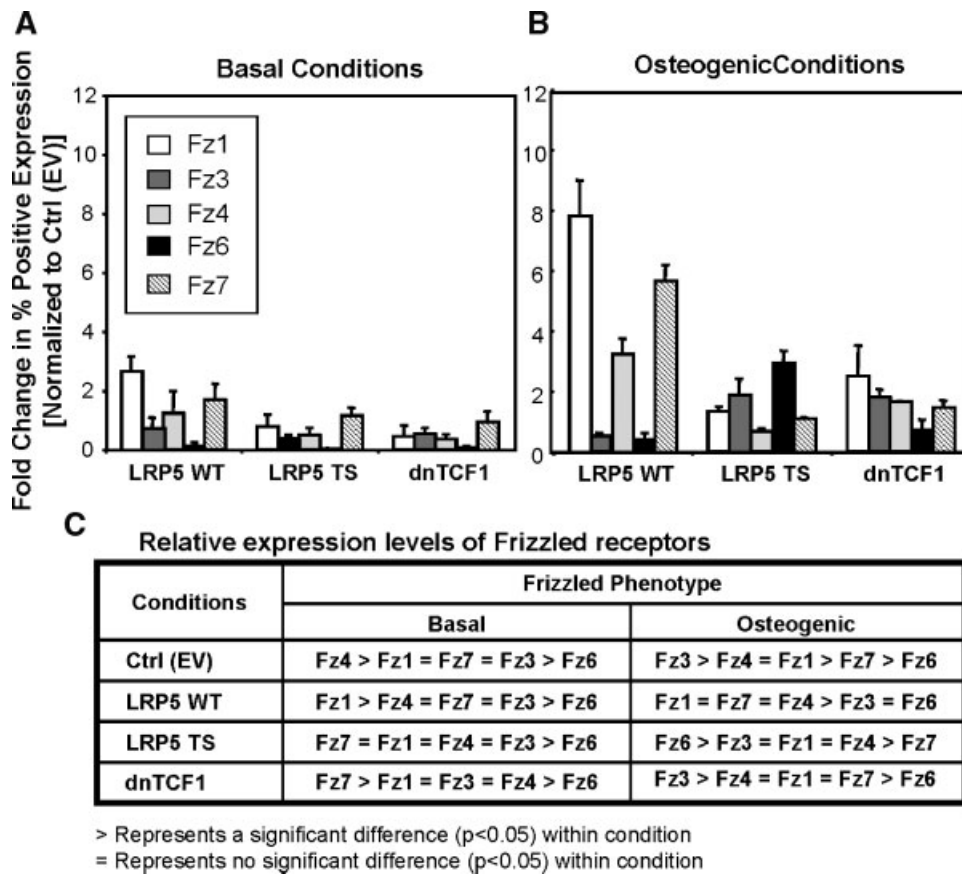 A
B
Basal Conditions
OsteogenicConditions
Fold Change in % Positive Expression
[Normalized to Ctrl (EV)]
12
10
8
6
4
2
0
Fz1
Fz3
Fz4
Fz6
Fz7
LRP5 WT
LRP5 TS
dnTCF1
12
10
8
6
4
2
0
LRP5 WT
LRP5 TS
dnTCF1
C
Relative expression levels of Frizzled receptors
Conditions
Frizzled Phenotype
Basal
Osteogenic
Ctrl (EV)
Fz4 > Fz1 = Fz7 = Fz3 > Fz6
Fz3 > Fz4 = Fz1 > Fz7 > Fz6
LRP5 WT
Fz1 > Fz4 = Fz7 = Fz3 > Fz6
Fz1 = Fz7 = Fz4 > Fz3 = Fz6
LRP5 TS
Fz7 = Fz1 = Fz4 = Fz3 > Fz6
Fz6 > Fz3 = Fz1 = Fz4 > Fz7
dnTCF1
Fz7 > Fz1 = Fz3 = Fz4 > Fz6
Fz3 > Fz4 = Fz1 = Fz7 > Fz6
> Represents a significant difference (p<0.05) within condition
= Represents no significant difference (p<0.05) within condition